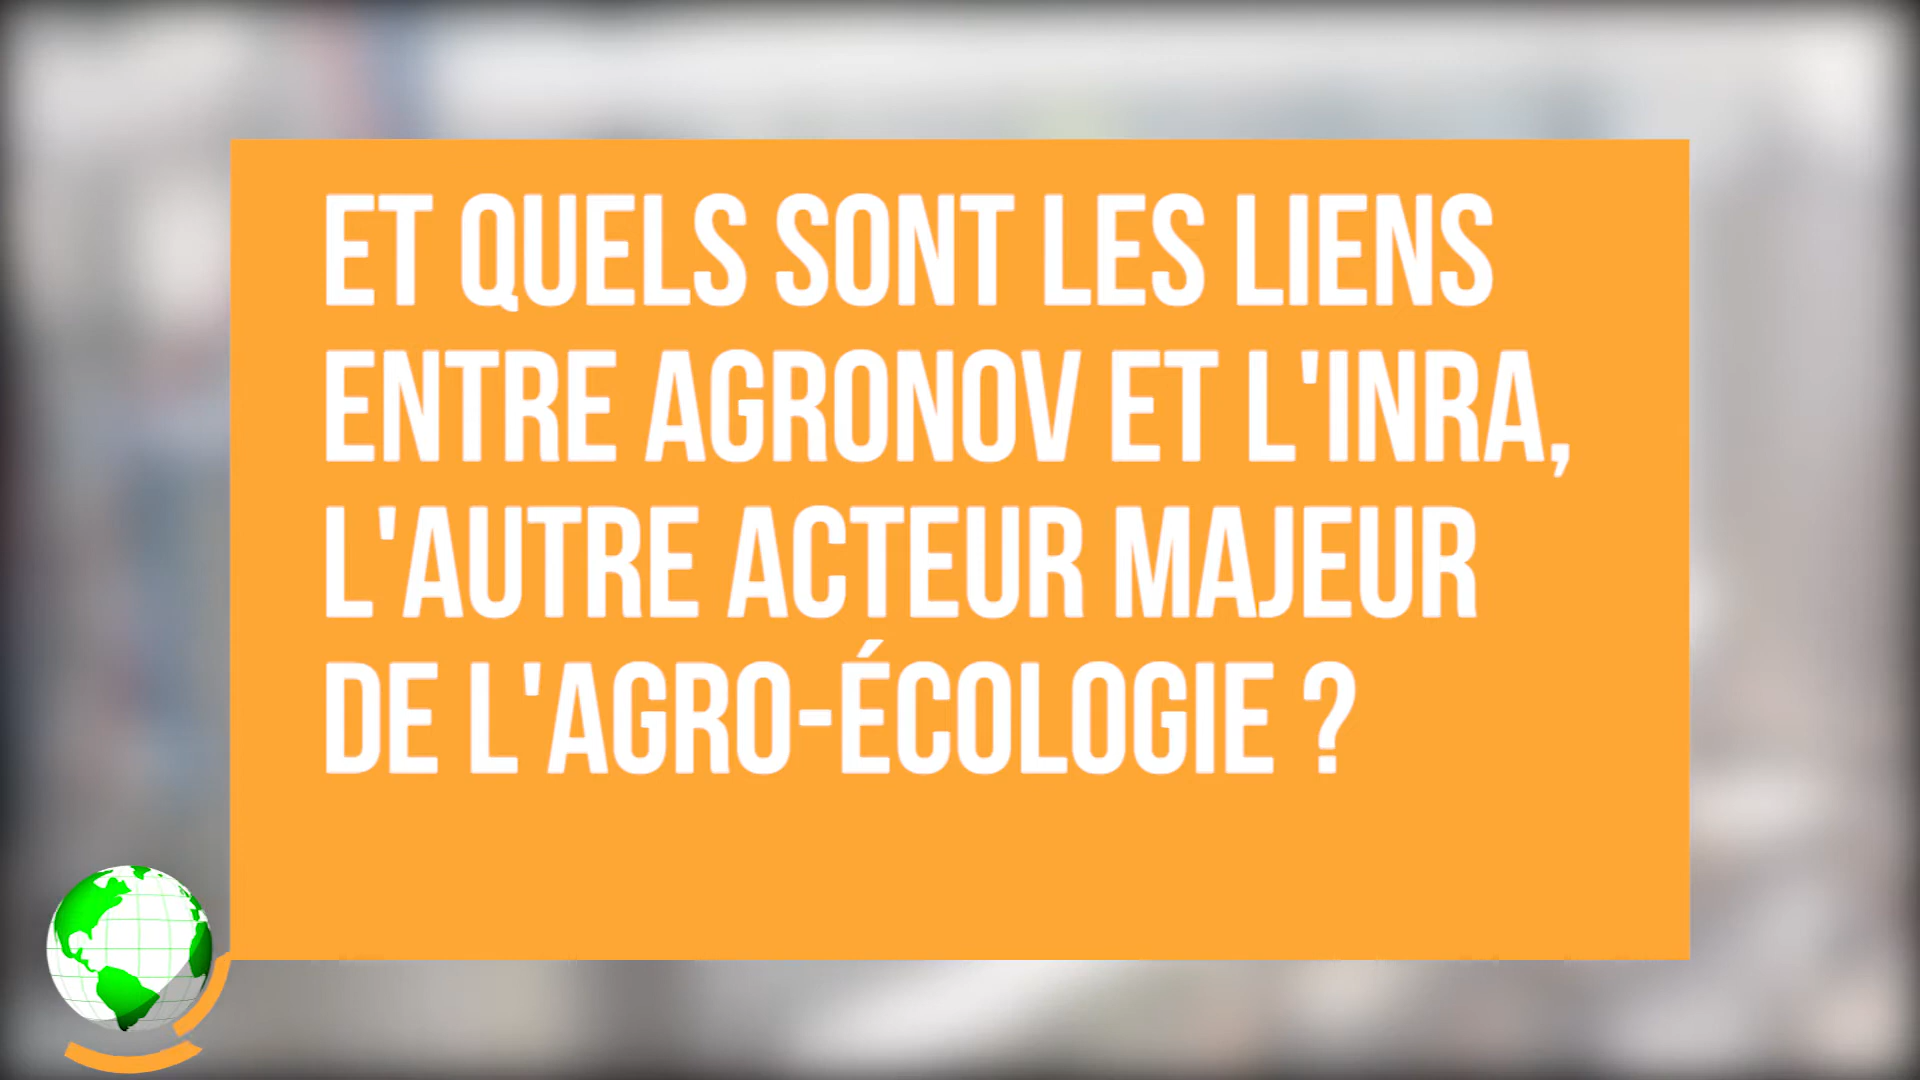 ET QUELS SONT LES LIENS
ENTRE AGRONOV ET L'INRA,
L'AUTRE ACTEUR MAJEUR
DE L'AGRO-ÉCOLOGIE ?